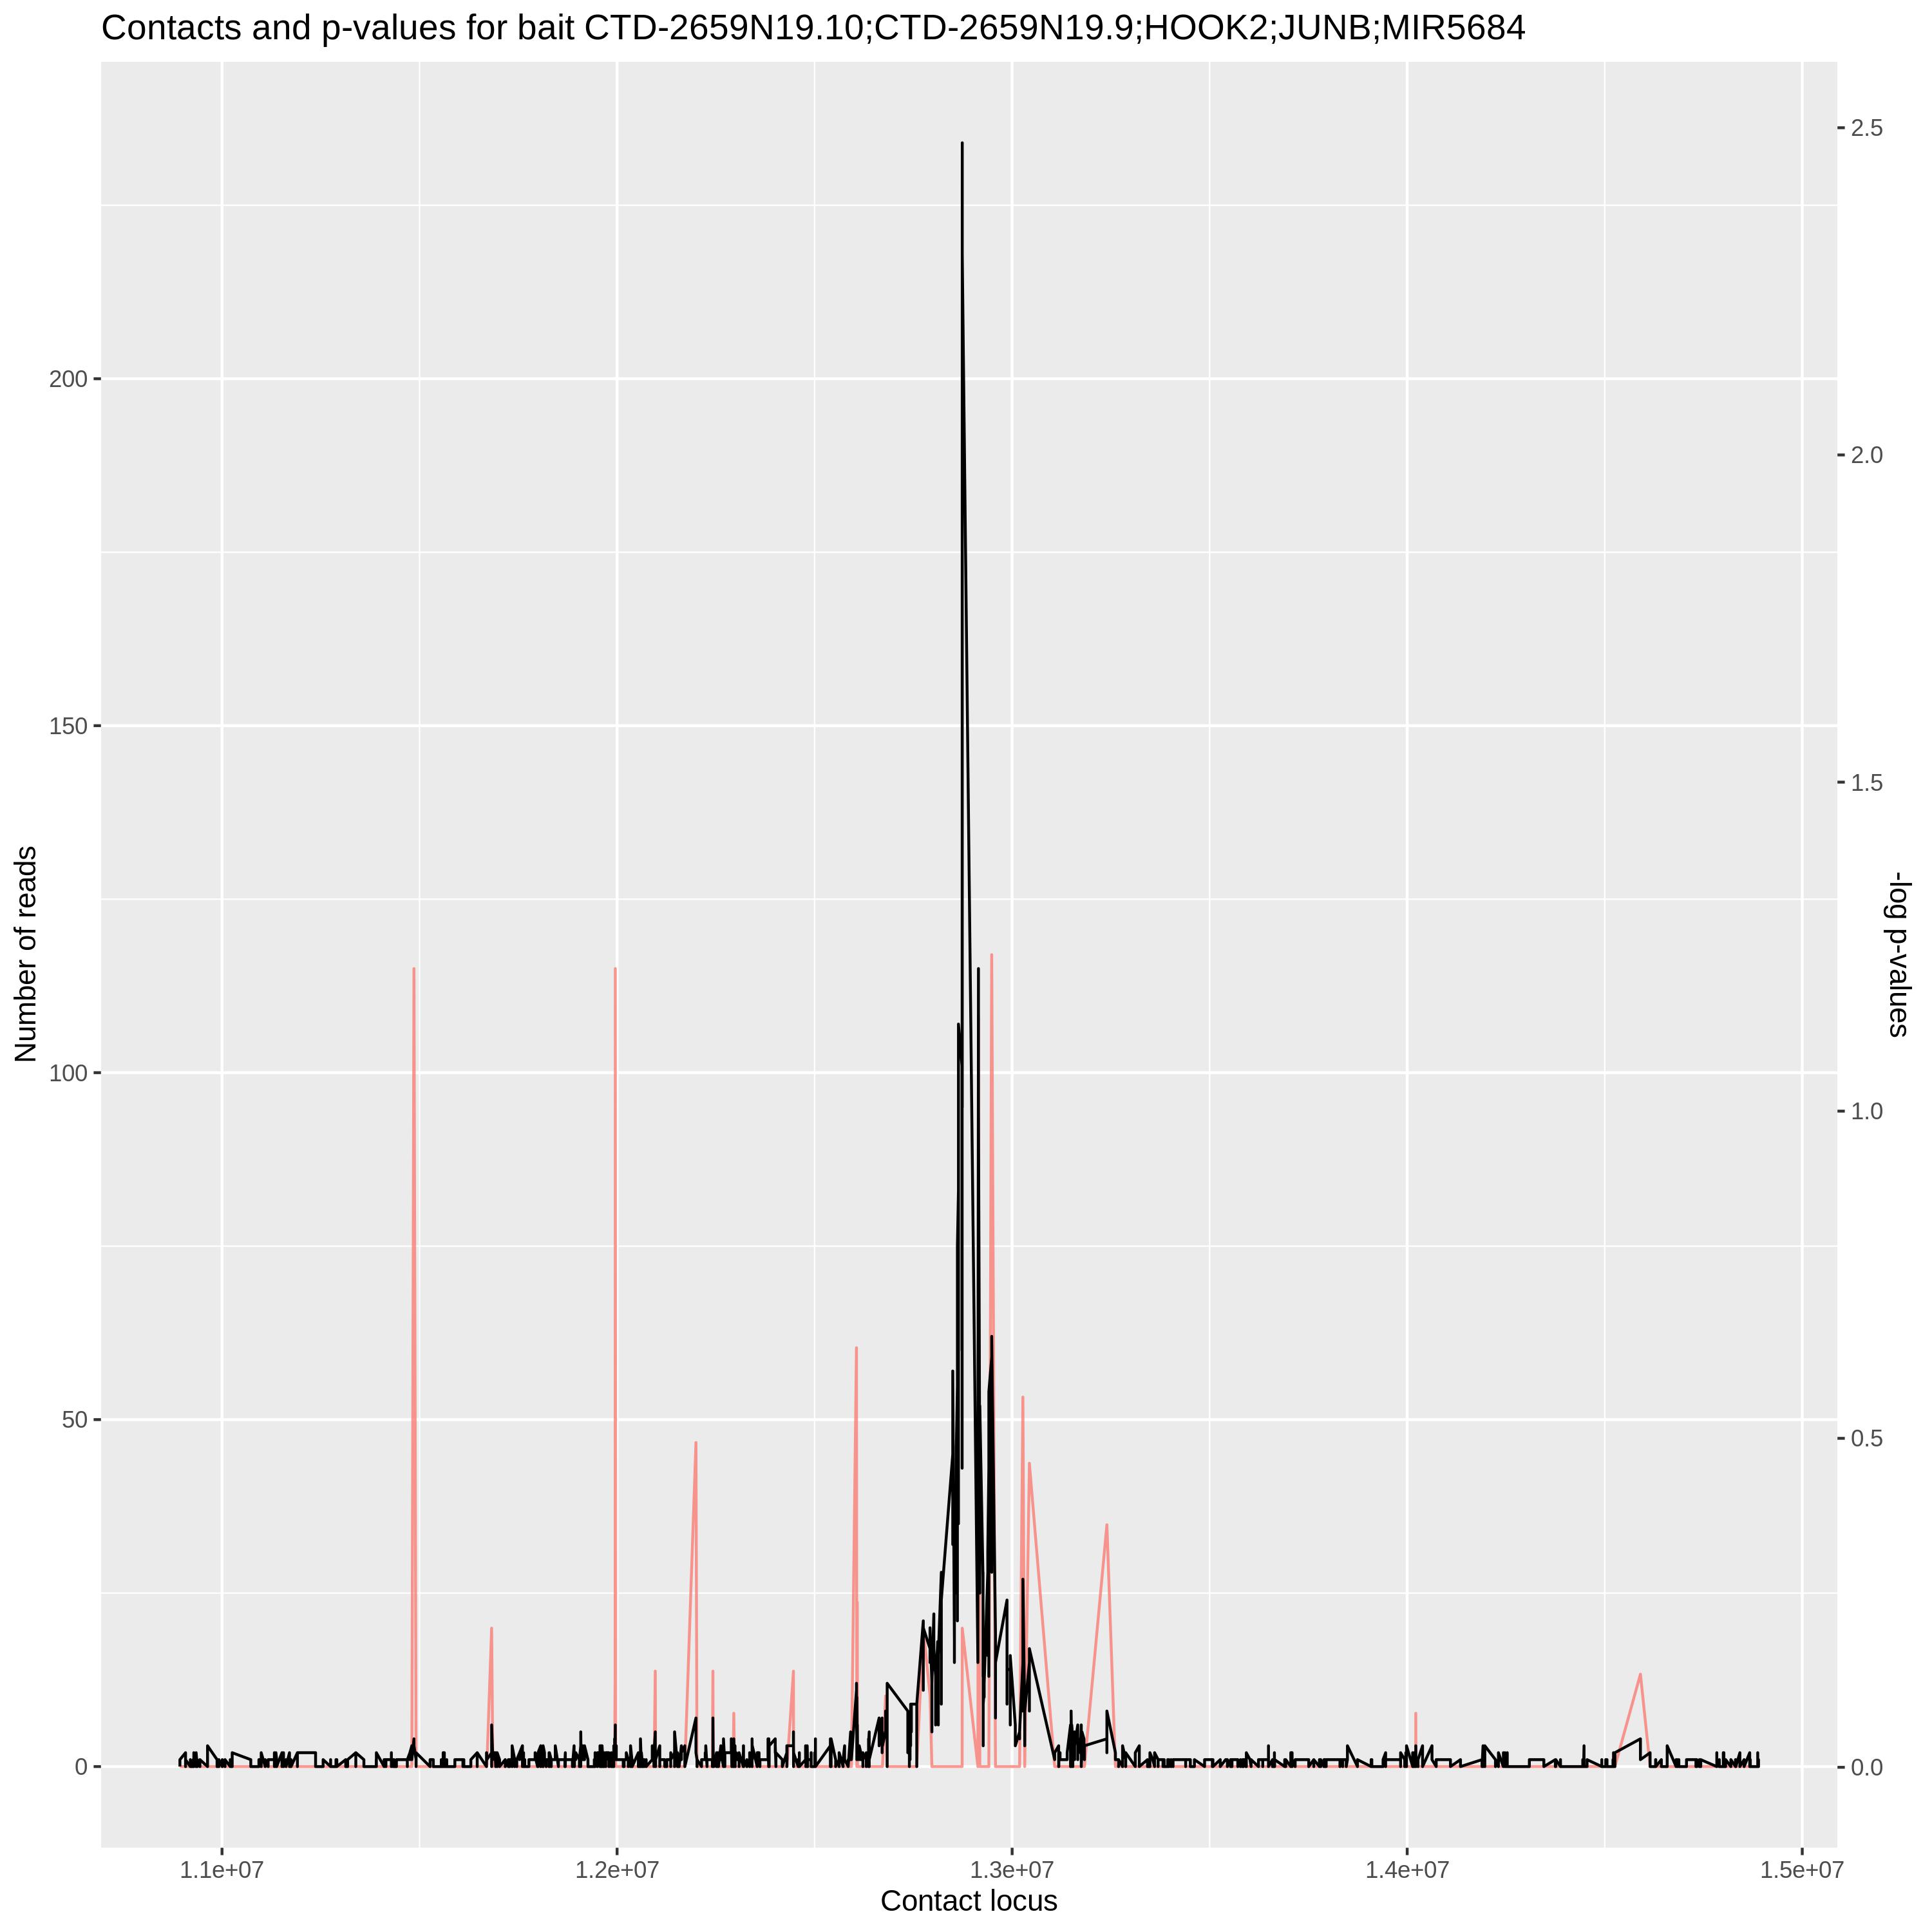 Contacts and p-values for bait CTD-2659N19.10;CTD-2659N19.9;HOOK2;JUNB;MIR5684
2.5
2.0
200
1.5
150
Number of reads
-log p-values
1.0
100
0.5
50
0.0
0
1.1e+07 1.2e+07 1.3e+07 1.4e+07 1.5e+07
Contact locus